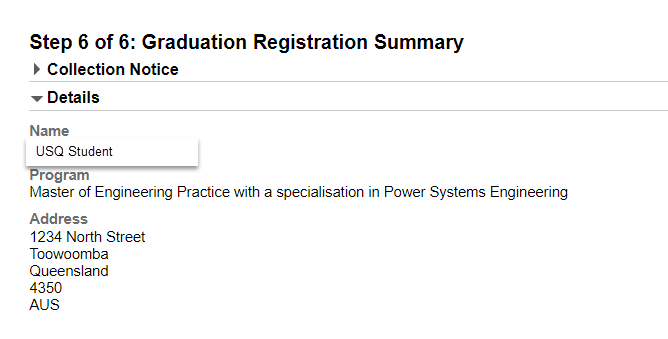 Step 6 of 6: Graduation Registration Summary
Collection Notice
Details
Name
USQ Student
Program
Master of Engineering Practice with a specialisation in Power Systems Engineering
Address
1234 North Street
Toowoomba
Queensland
4350
AUS